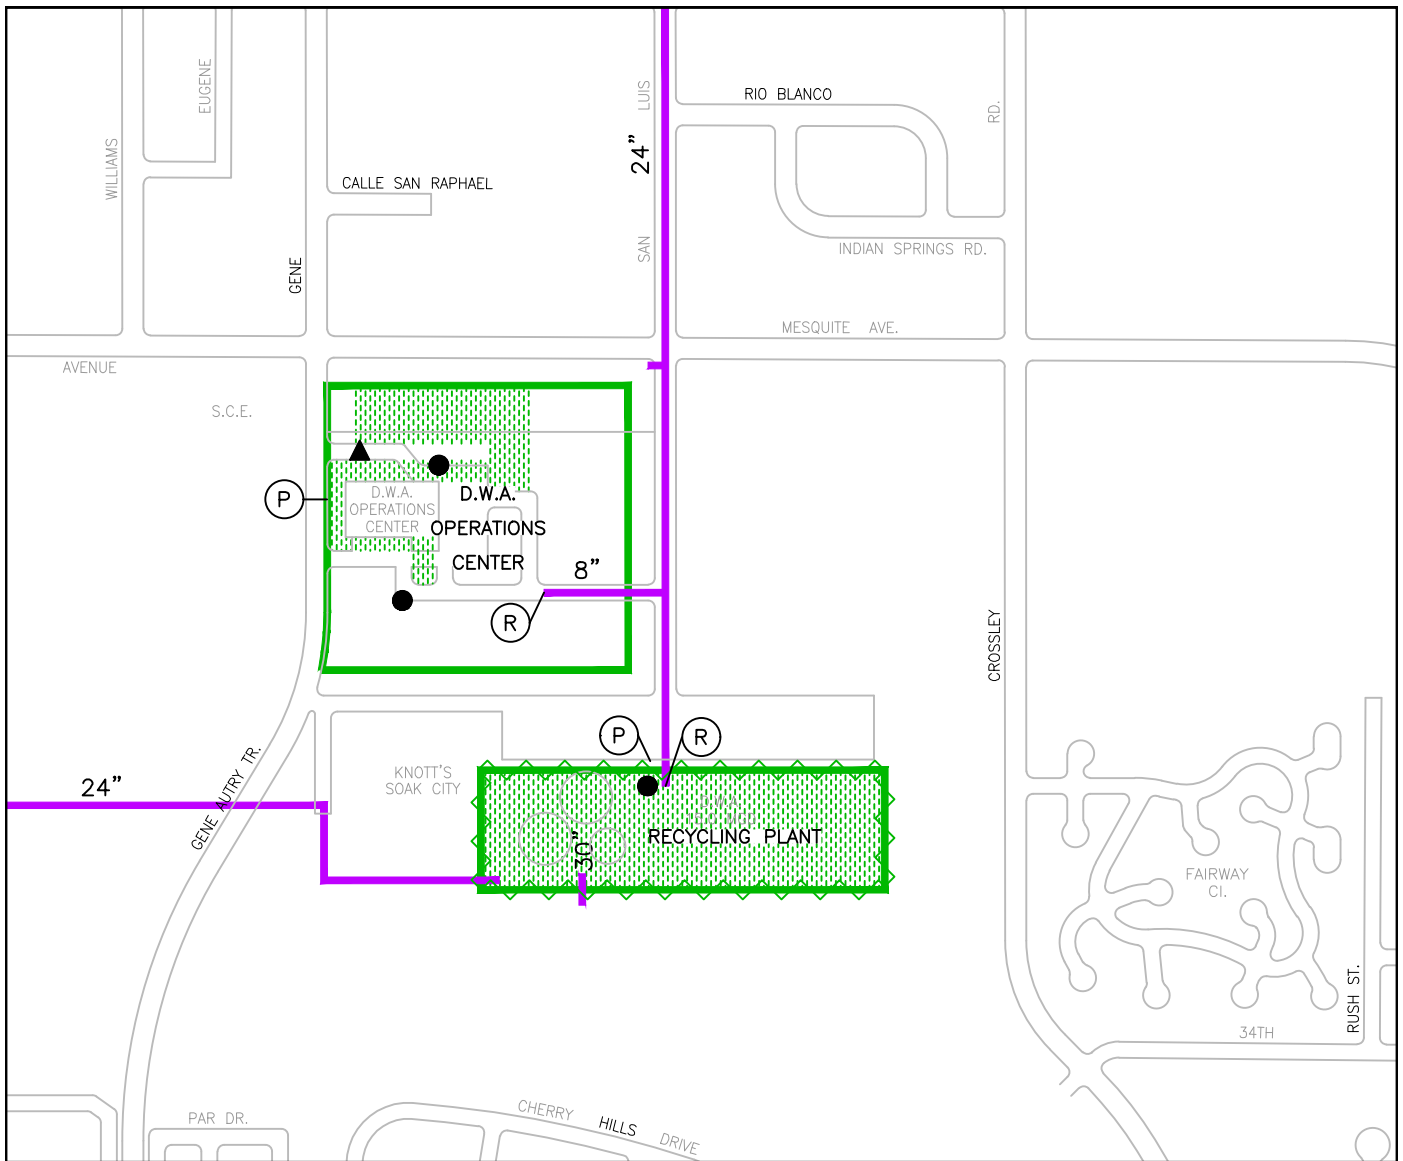 EUGENE
WILLIAMS
LUIS
RIO BLANCO
RD.
24"
CALLE SAN RAPHAEL
SAN
INDIAN SPRINGS RD.
GENE
MESQUITE AVE.
AVENUE
S.C.E.
P
D.W.A.
OPERATIONS
CENTER
D.W.A.
OPERATIONS
CENTER
8"
R
CROSSLEY
P
R
GENE AUTRY TR.
24"
KNOTT'S
SOAK CITY
D.W.A.
RECYCLING PLANT
30"
FAIRWAY
CI.
RUSH ST.
34TH
PAR DR.
CHERRY HILLS DRIVE